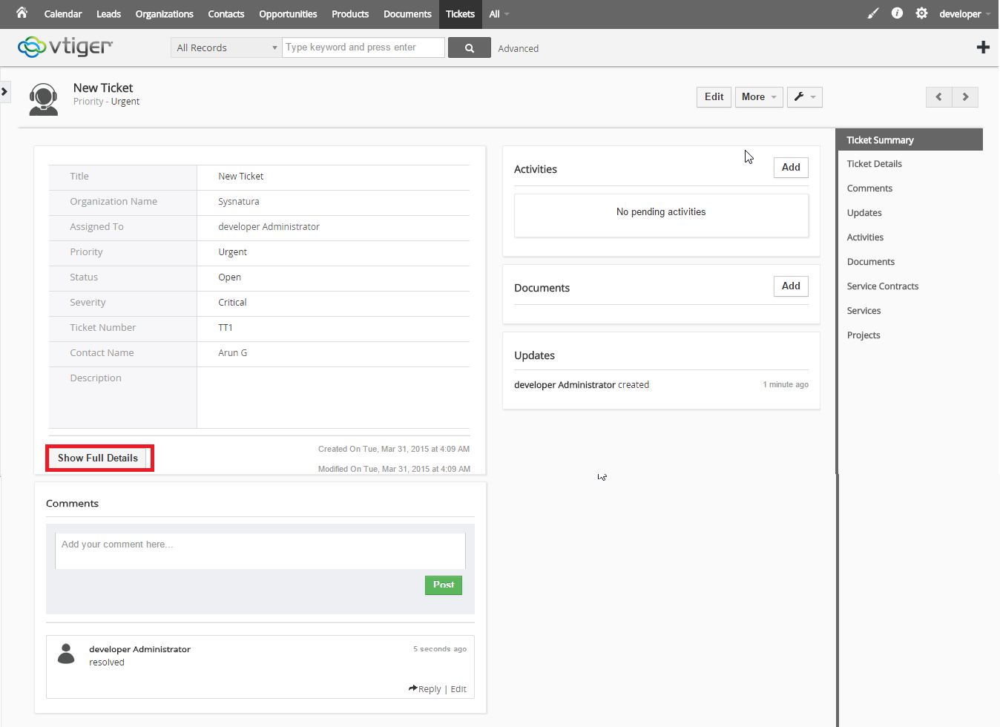 Calendar Leads Organizations Contacts Opportunities Products Documents Tickets All developer
vtiger All Records Type keyword and press enter Advanced
New Ticket
Priority - Urgent
Edit More
Ticket Summary
Ticket Details
Comments
Updates
Activities
Documents
Service Contracts
Services
Projects
Title New Ticket
Organization Name Sysnatura
Assigned To developer Administrator
Priority Urgent
Status Open
Severity Critical
Ticket Number TT1
Contact Name Arun G
Description
Show Full Details
Created On Tue, Mar 31, 2015 at 4:09 AM
Modified On Tue, Mar 31, 2015 at 4:09 AM
Activities Add
No pending activities
Documents Add
Updates
developer Administrator created 1 minute ago
Comments
Add your comment here...
Post
developer Administrator 5 seconds ago
resolved
Reply | Edit